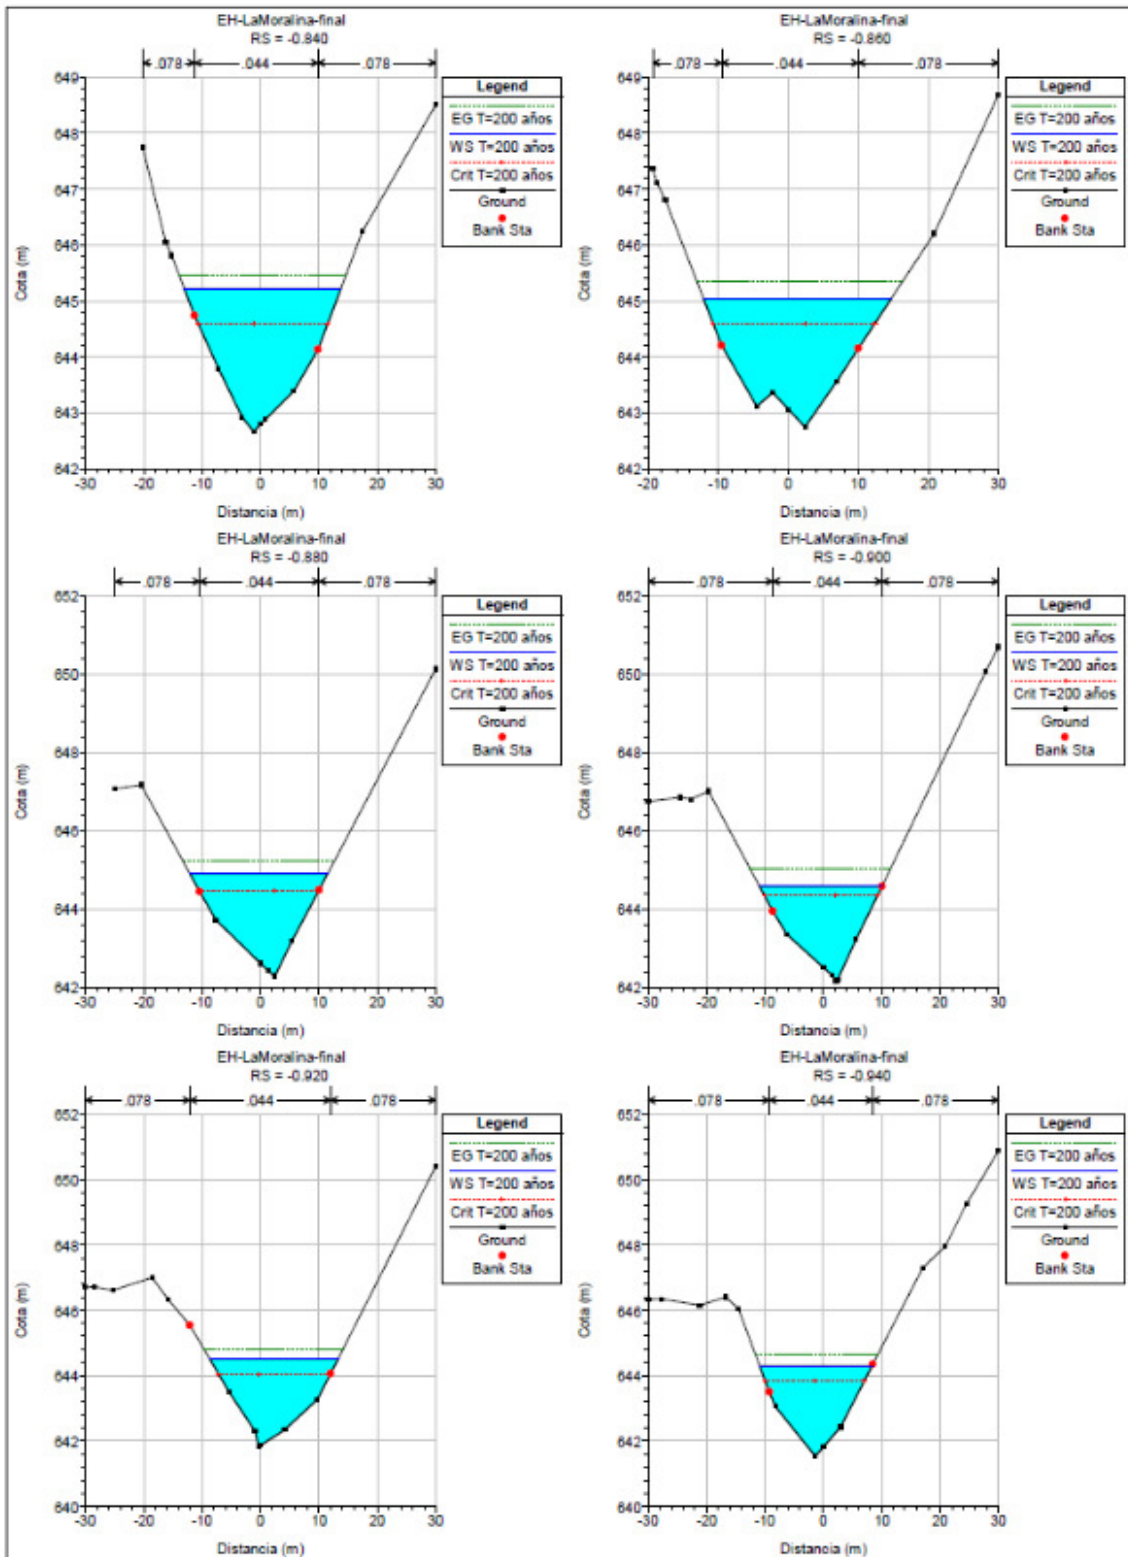 EH-LaMoralina-final
RS = -0.840
.078 .044 .078
649
648
647
646
645
644
643
642
Cota (m)
-30 -20 -10 0 10 20 30
Distancia (m)
Legend
EG T=200 años
WS T=200 años
Crit T=200 años
Ground
Bank Sta
EH-LaMoralina-final
RS = -0.860
.078 .044 .078
649
648
647
646
645
644
643
642
Cota (m)
-20 -10 0 10 20 30
Distancia (m)
Legend
EG T=200 años
WS T=200 años
Crit T=200 años
Ground
Bank Sta
EH-LaMoralina-final
RS = -0.880
.078 .044 .078
652
650
648
646
644
642
Cota (m)
-30 -20 -10 0 10 20 30
Distancia (m)
Legend
EG T=200 años
WS T=200 años
Crit T=200 años
Ground
Bank Sta
EH-LaMoralina-final
RS = -0.900
.078 .044 .078
652
650
648
646
644
642
Cota (m)
-30 -20 -10 0 10 20 30
Distancia (m)
Legend
EG T=200 años
WS T=200 años
Crit T=200 años
Ground
Bank Sta
EH-LaMoralina-final
RS = -0.920
.078 .044 .078
652
650
648
646
644
642
640
Cota (m)
-30 -20 -10 0 10 20 30
Distancia (m)
Legend
EG T=200 años
WS T=200 años
Crit T=200 años
Ground
Bank Sta
EH-LaMoralina-final
RS = -0.940
.078 .044 .078
652
650
648
646
644
642
640
Cota (m)
-30 -20 -10 0 10 20 30
Distancia (m)
Legend
EG T=200 años
WS T=200 años
Crit T=200 años
Ground
Bank Sta